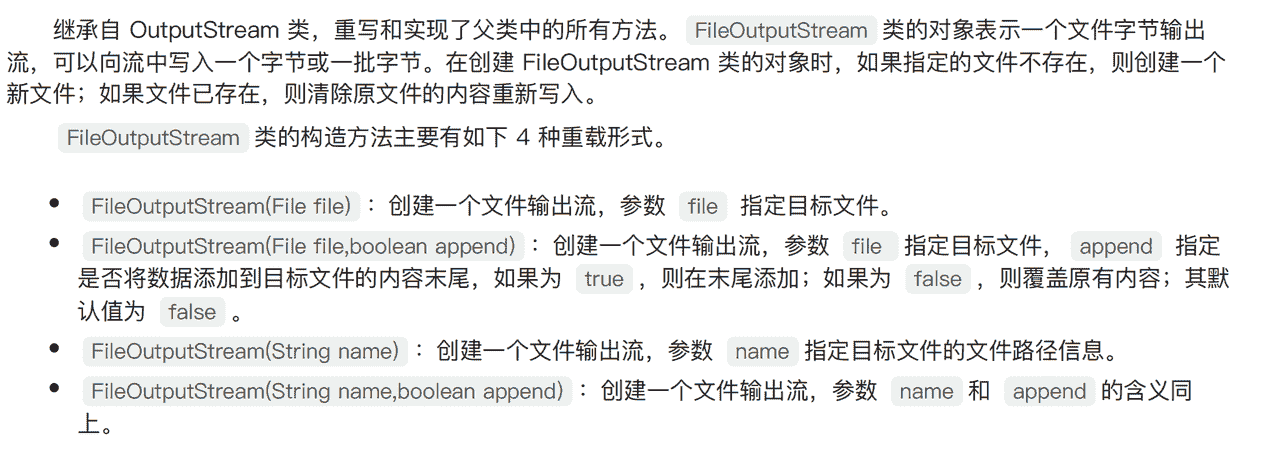 继承自 OutputStream 类，重写和实现了父类中的所有方法。 FileOutputStream 类的对象表示一个文件字节输出
流，可以向流中写入一个字节或一批字节。在创建 FileOutputStream 类的对象时，如果指定的文件不存在，则创建一个
新文件；如果文件已存在，则清除原文件的内容重新写入。
FileOutputStream 类的构造方法主要有如下 4 种重载形式。
• FileOutputStream(File file) ：创建一个文件输出流，参数 file 指定目标文件。
• FileOutputStream(File file,boolean append) ：创建一个文件输出流，参数 file 指定目标文件， append 指定
是否将数据添加到目标文件的内容末尾，如果为 true ，则在末尾添加；如果为 false ，则覆盖原有内容；其默
认值为 false 。
• FileOutputStream(String name) ：创建一个文件输出流，参数 name 指定目标文件的文件路径信息。
• FileOutputStream(String name,boolean append) ：创建一个文件输出流，参数 name 和 append 的含义同
上。